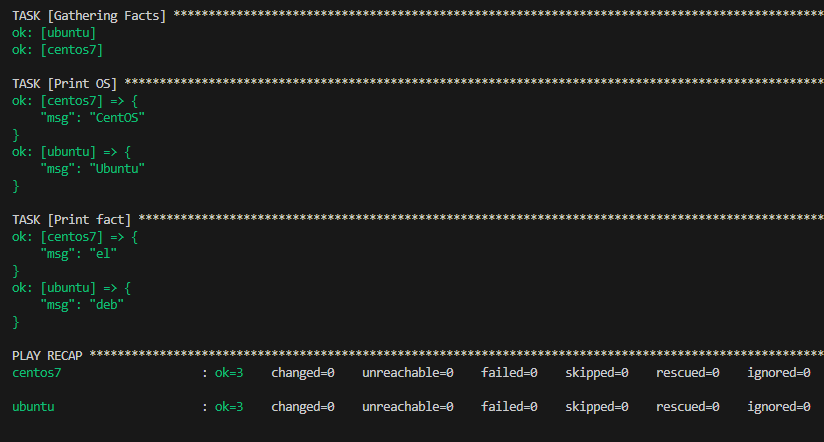 TASK [Gathering Facts] *********************************************************************************************
ok: [ubuntu]
ok: [centos7]
TASK [Print OS] ****************************************************************************************************
ok: [centos7] => {
    "msg": "CentOS"
}
ok: [ubuntu] => {
    "msg": "Ubuntu"
}
TASK [Print fact] **************************************************************************************************
ok: [centos7] => {
    "msg": "el"
}
ok: [ubuntu] => {
    "msg": "deb"
}
PLAY RECAP *********************************************************************************************************
centos7                    : ok=3    changed=0    unreachable=0    failed=0    skipped=0    rescued=0    ignored=0
ubuntu                     : ok=3    changed=0    unreachable=0    failed=0    skipped=0    rescued=0    ignored=0